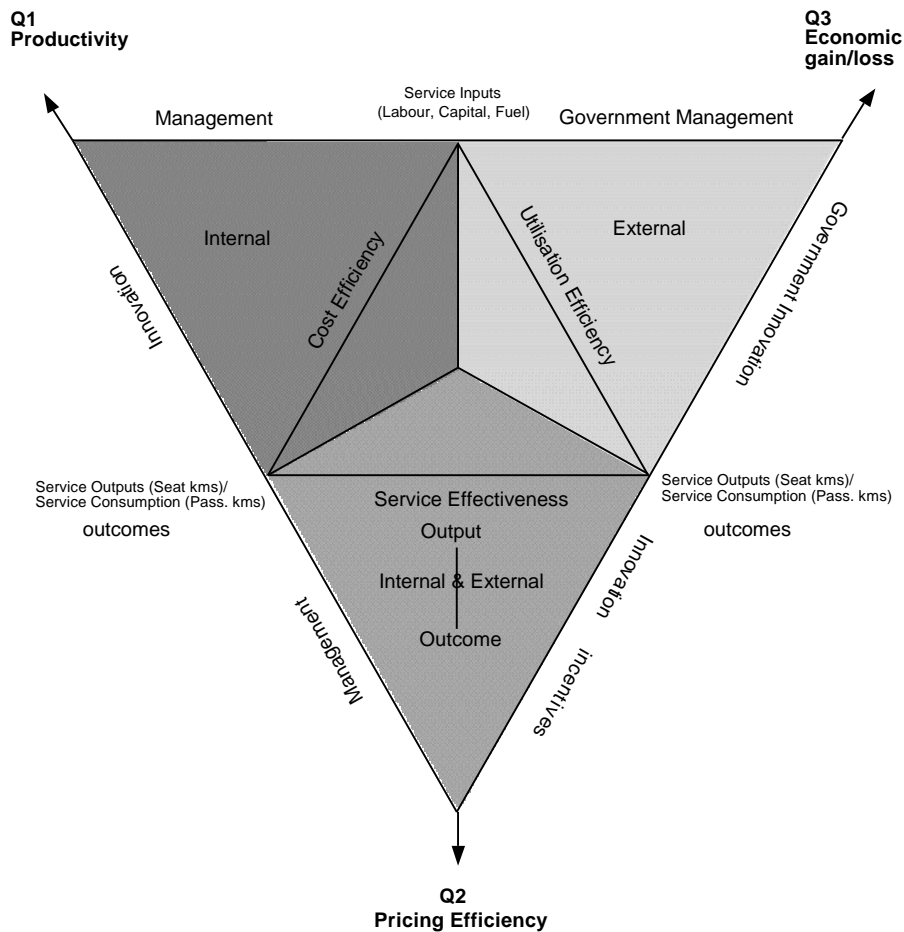 Q1
Productivity
Q3
Economic
gain/loss
Service Inputs
(Labour, Capital, Fuel)
Management
Government Management
Internal
External
Cost Efficiency
Utilisation Efficiency
Innovation
Government Innovation
Service Outputs (Seat kms)/
Service Consumption (Pass. kms)
outcomes
Service Outputs (Seat kms)/
Service Consumption (Pass. kms)
outcomes
Service Effectiveness
Output
Internal & External
Outcome
Management
Innovation
incentives
Q2
Pricing Efficiency